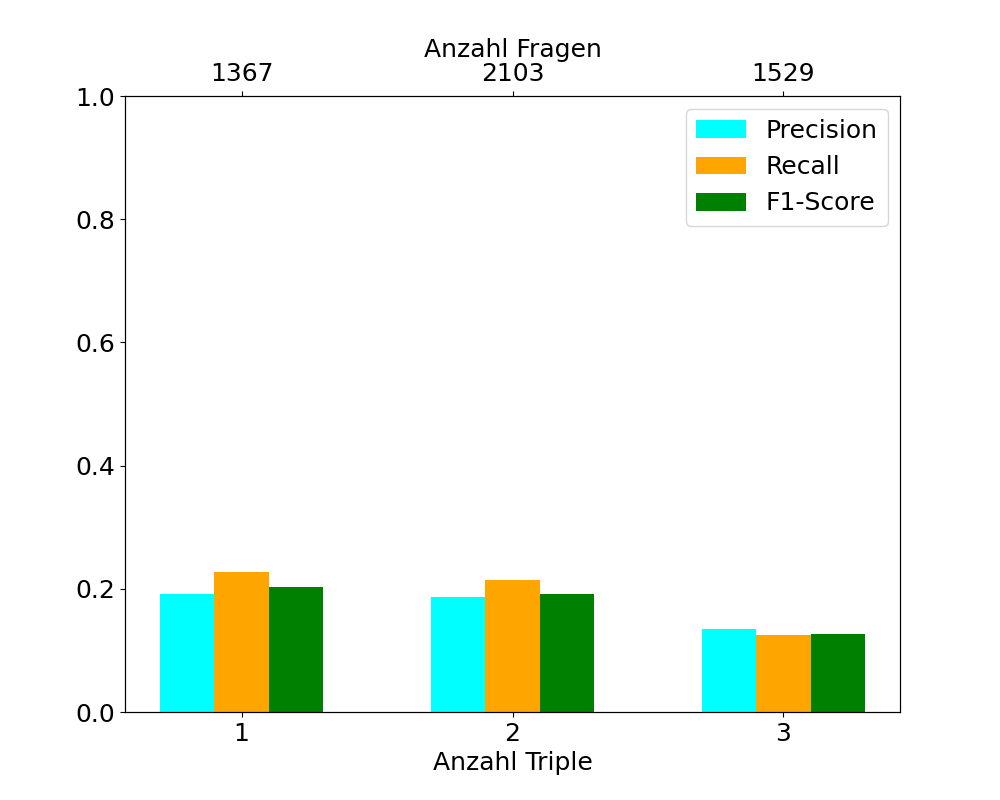 Anzahl Fragen
1367 2103 1529
1.0
0.8
0.6
0.4
0.2
0.0
Precision
Recall
F1-Score
1 2 3
Anzahl Triple